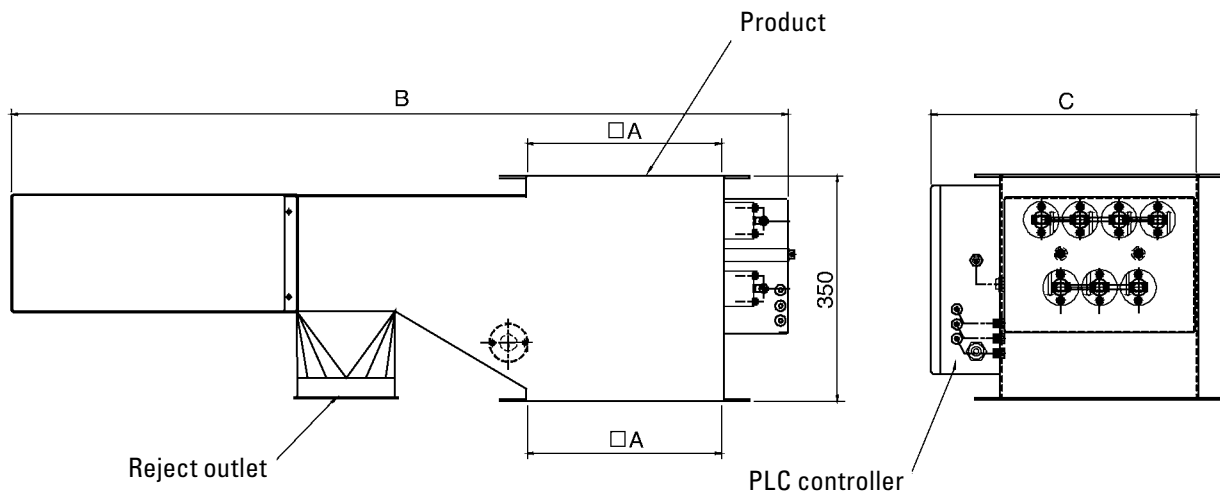 Product
B
C
□A
350
□A
Reject outlet
PLC controller